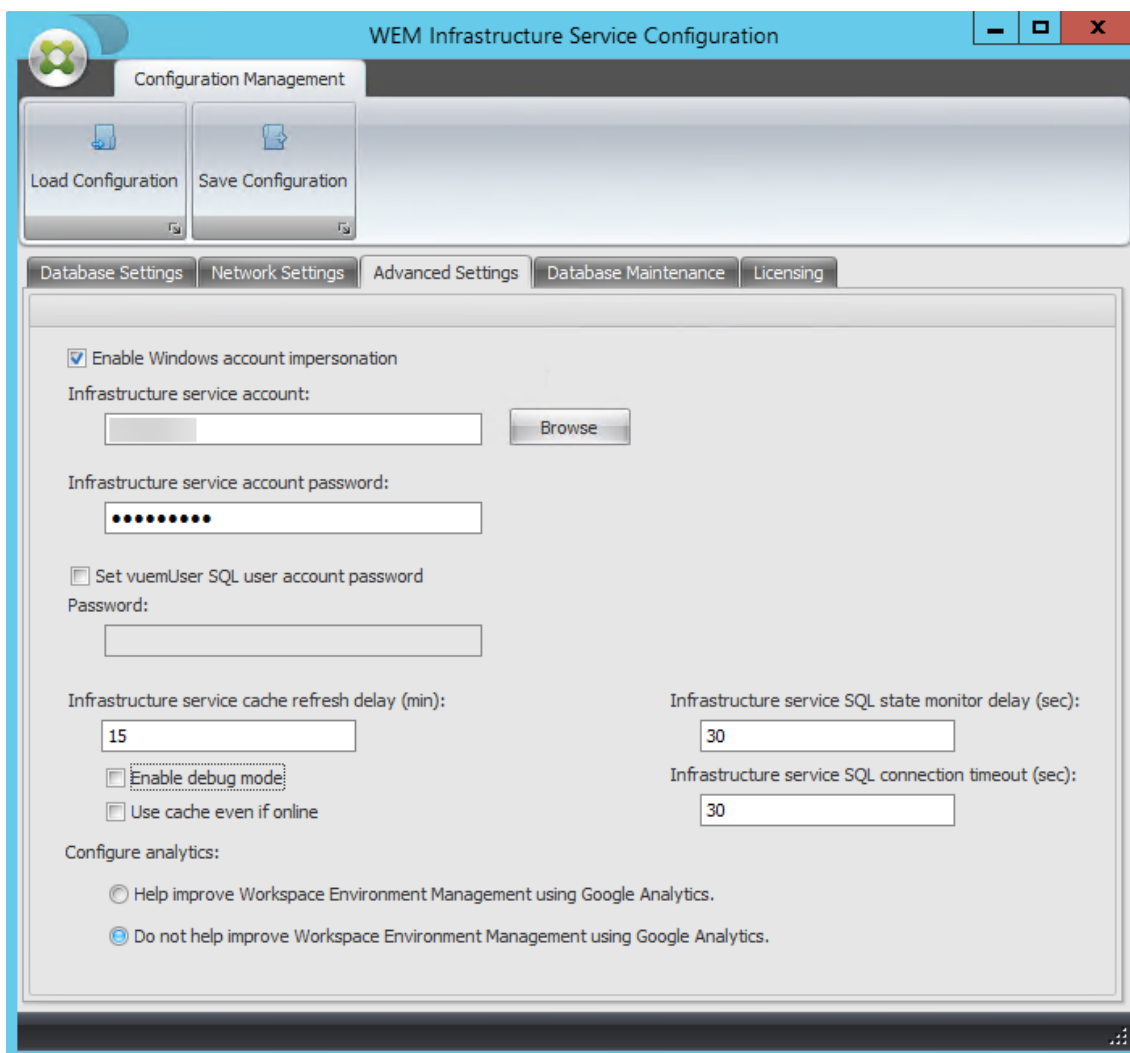 WEM Infrastructure Service Configuration
Configuration Management
Load Configuration
Save Configuration
Database Settings
Network Settings
Advanced Settings
Database Maintenance
Licensing
Enable Windows account impersonation
Infrastructure service account:
Browse
Infrastructure service account password:
•••••••••
Set vuemUser SQL user account password
Password:
Infrastructure service cache refresh delay (min):
15
Infrastructure service SQL state monitor delay (sec):
30
Enable debug mode
Infrastructure service SQL connection timeout (sec):
Use cache even if online
30
Configure analytics:
Help improve Workspace Environment Management using Google Analytics.
Do not help improve Workspace Environment Management using Google Analytics.